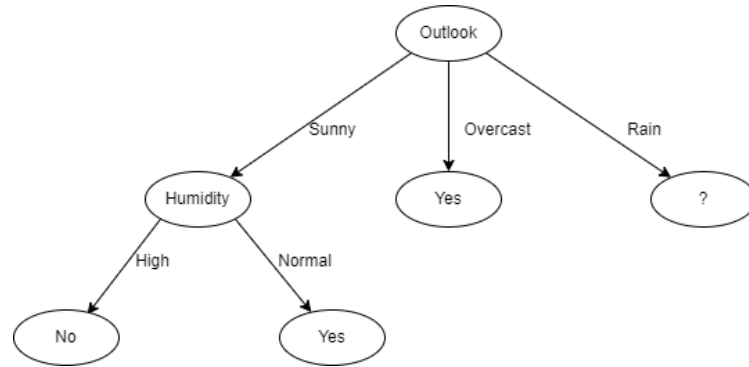 Outlook
Sunny
Overcast
Rain
Humidity
Yes
?
High
Normal
No
Yes